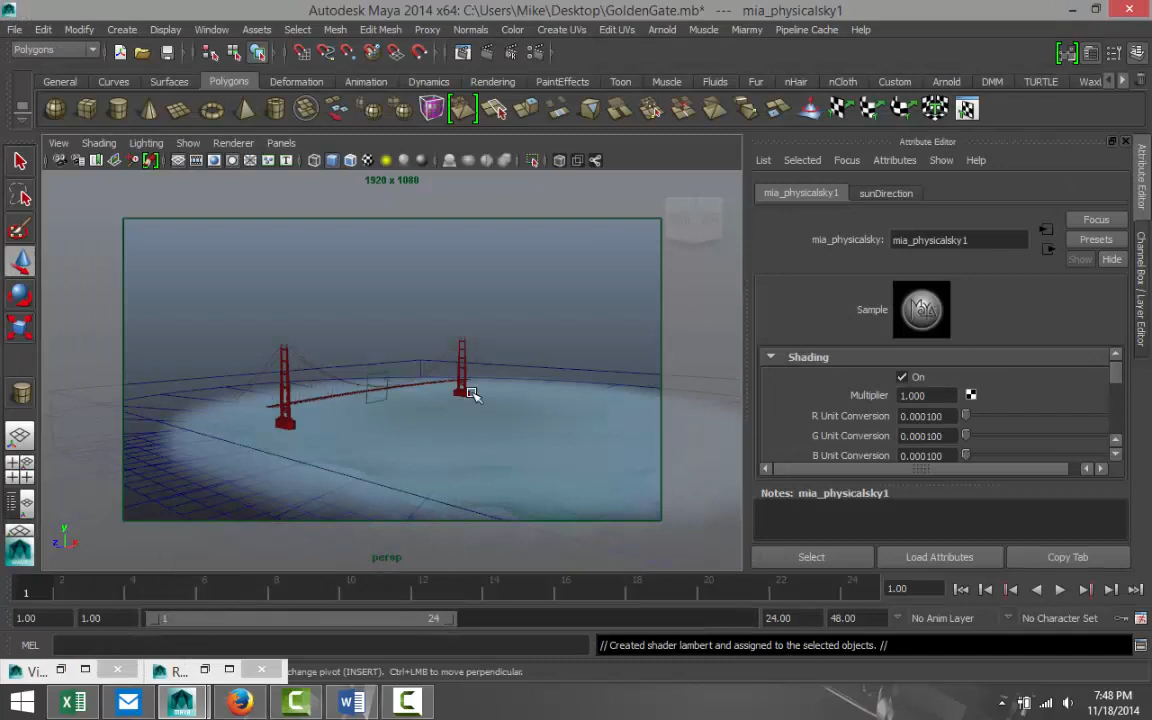 Autodesk Maya 2014 x64: C:\Users\Mike\Desktop\GoldenGate.mb* --- mia_physicalsky1
File Edit Modify Create Display Window Assets Select Mesh Edit Mesh Proxy Normals Color Create UVs Edit UVs Arnold Muscle Miarmy Pipeline Cache Help
Polygons
General Curves Surfaces Polygons Deformation Animation Dynamics Rendering PaintEffects Toon Muscle Fluids Fur nHair nCloth Custom Arnold DMM TURTLE
View Shading Lighting Show Renderer Panels
Attribute Editor
List Selected Focus Attributes Show Help
1920 x 1080
mia_physicalsky1 sunDirection
Focus
mia_physicalsky: mia_physicalsky1
Presets
Show Hide
Sample
Shading
On
Multiplier 1.000
R Unit Conversion 0.000100
G Unit Conversion 0.000100
B Unit Conversion 0.000100
Notes: mia_physicalsky1
Select Load Attributes Copy Tab
Attribute Editor
Channel Box / Layer Editor
y
z x
persp
2 4 6 8 10 12 14 16 18 20 22 24
1 1.00
1.00 1.00 1 24 24.00 48.00 No Anim Layer No Character Set
MEL // Created shader lambert and assigned to the selected objects. //
Vi... R... change pivot (INSERT). Ctrl+LMB to move perpendicular.
7:48 PM
11/18/2014